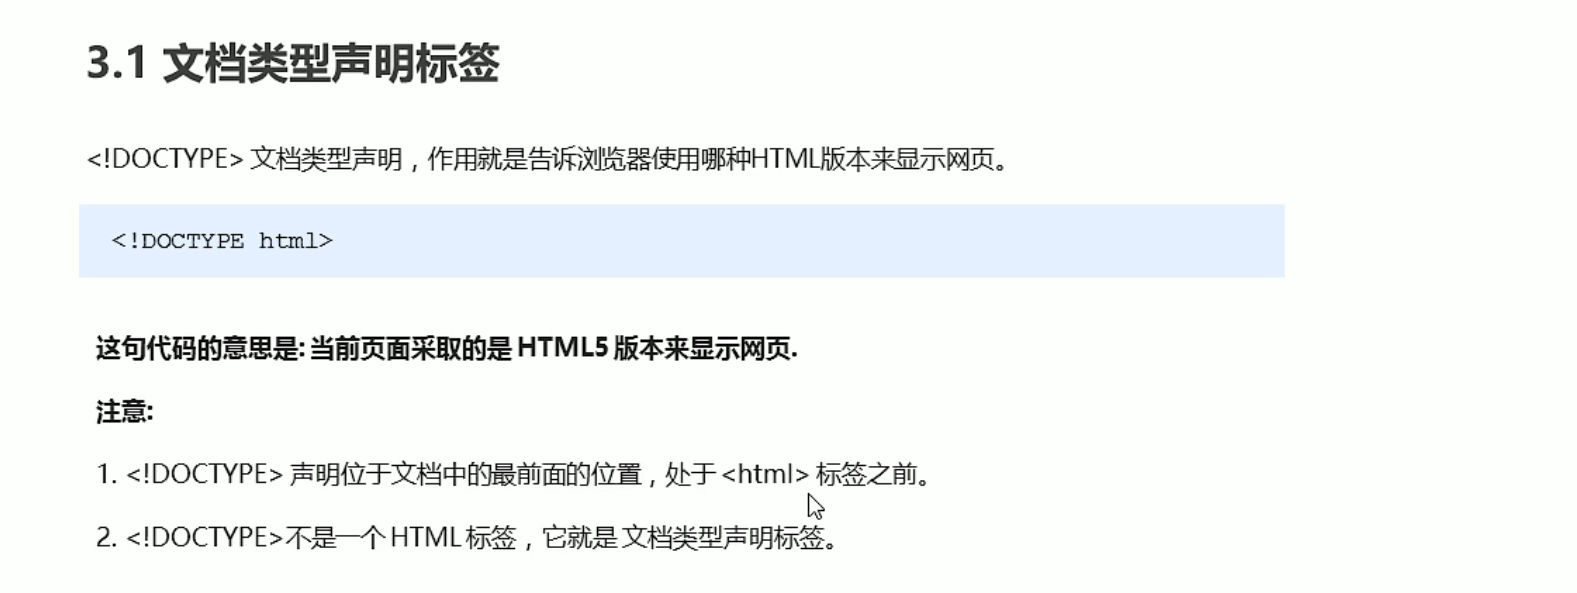 3.1 文档类型声明标签
<!DOCTYPE> 文档类型声明，作用就是告诉浏览器使用哪种HTML版本来显示网页。
<!DOCTYPE html>
这句代码的意思是: 当前页面采取的是 HTML5 版本来显示网页.
注意:
1. <!DOCTYPE> 声明位于文档中的最前面的位置，处于 <html> 标签之前。
2. <!DOCTYPE>不是一个 HTML 标签，它就是 文档类型声明标签。